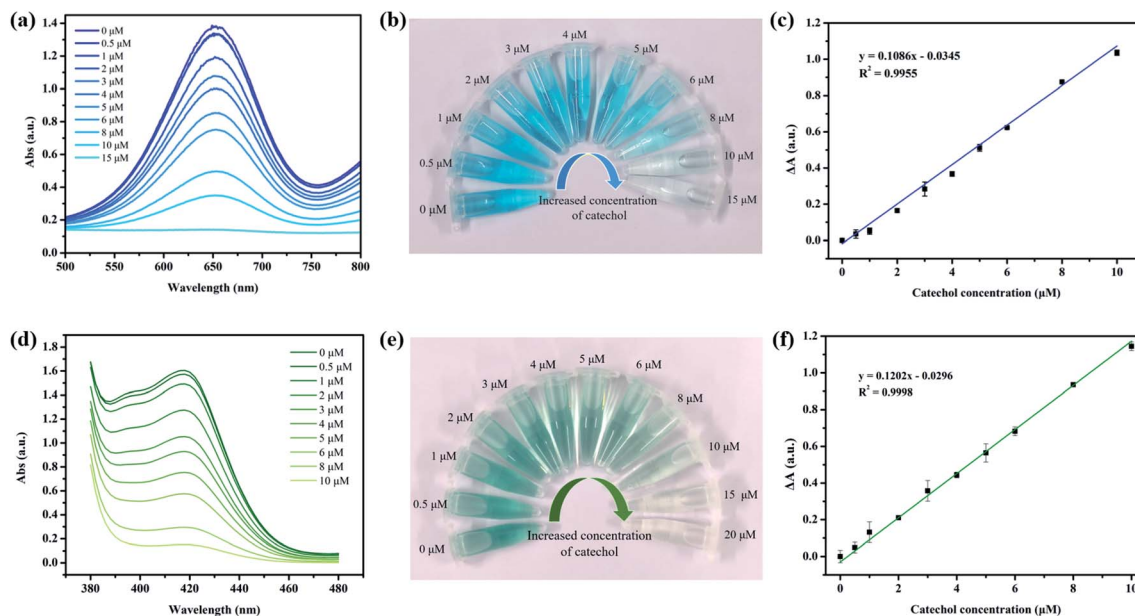 (a)
Abs (a.u.)
1.4
1.2
1.0
0.8
0.6
0.4
0.2
0.0
0 μM
0.5 μM
1 μM
2 μM
3 μM
4 μM
5 μM
6 μM
8 μM
10 μM
15 μM
500 550 600 650 700 750 800
Wavelength (nm)
(b)
0 μM
0.5 μM
1 μM
2 μM
3 μM
4 μM
5 μM
6 μM
8 μM
10 μM
15 μM
Increased concentration
of catechol
(c)
ΔA (a.u.)
1.2
1.0
0.8
0.6
0.4
0.2
0.0
y = 0.1086x - 0.0345
R² = 0.9955
0 2 4 6 8 10
Catechol concentration (μM)
(d)
Abs (a.u.)
2.0
1.8
1.6
1.4
1.2
1.0
0.8
0.6
0.4
0.2
0.0
0 μM
0.5 μM
1 μM
2 μM
3 μM
4 μM
5 μM
6 μM
8 μM
10 μM
380 400 420 440 460 480
Wavelength (nm)
(e)
0 μM
0.5 μM
1 μM
2 μM
3 μM
4 μM
5 μM
6 μM
8 μM
10 μM
15 μM
20 μM
Increased concentration
of catechol
(f)
ΔA (a.u.)
1.2
1.0
0.8
0.6
0.4
0.2
0.0
y = 0.1202x - 0.0296
R² = 0.9998
0 2 4 6 8 10
Catechol concentration (μM)